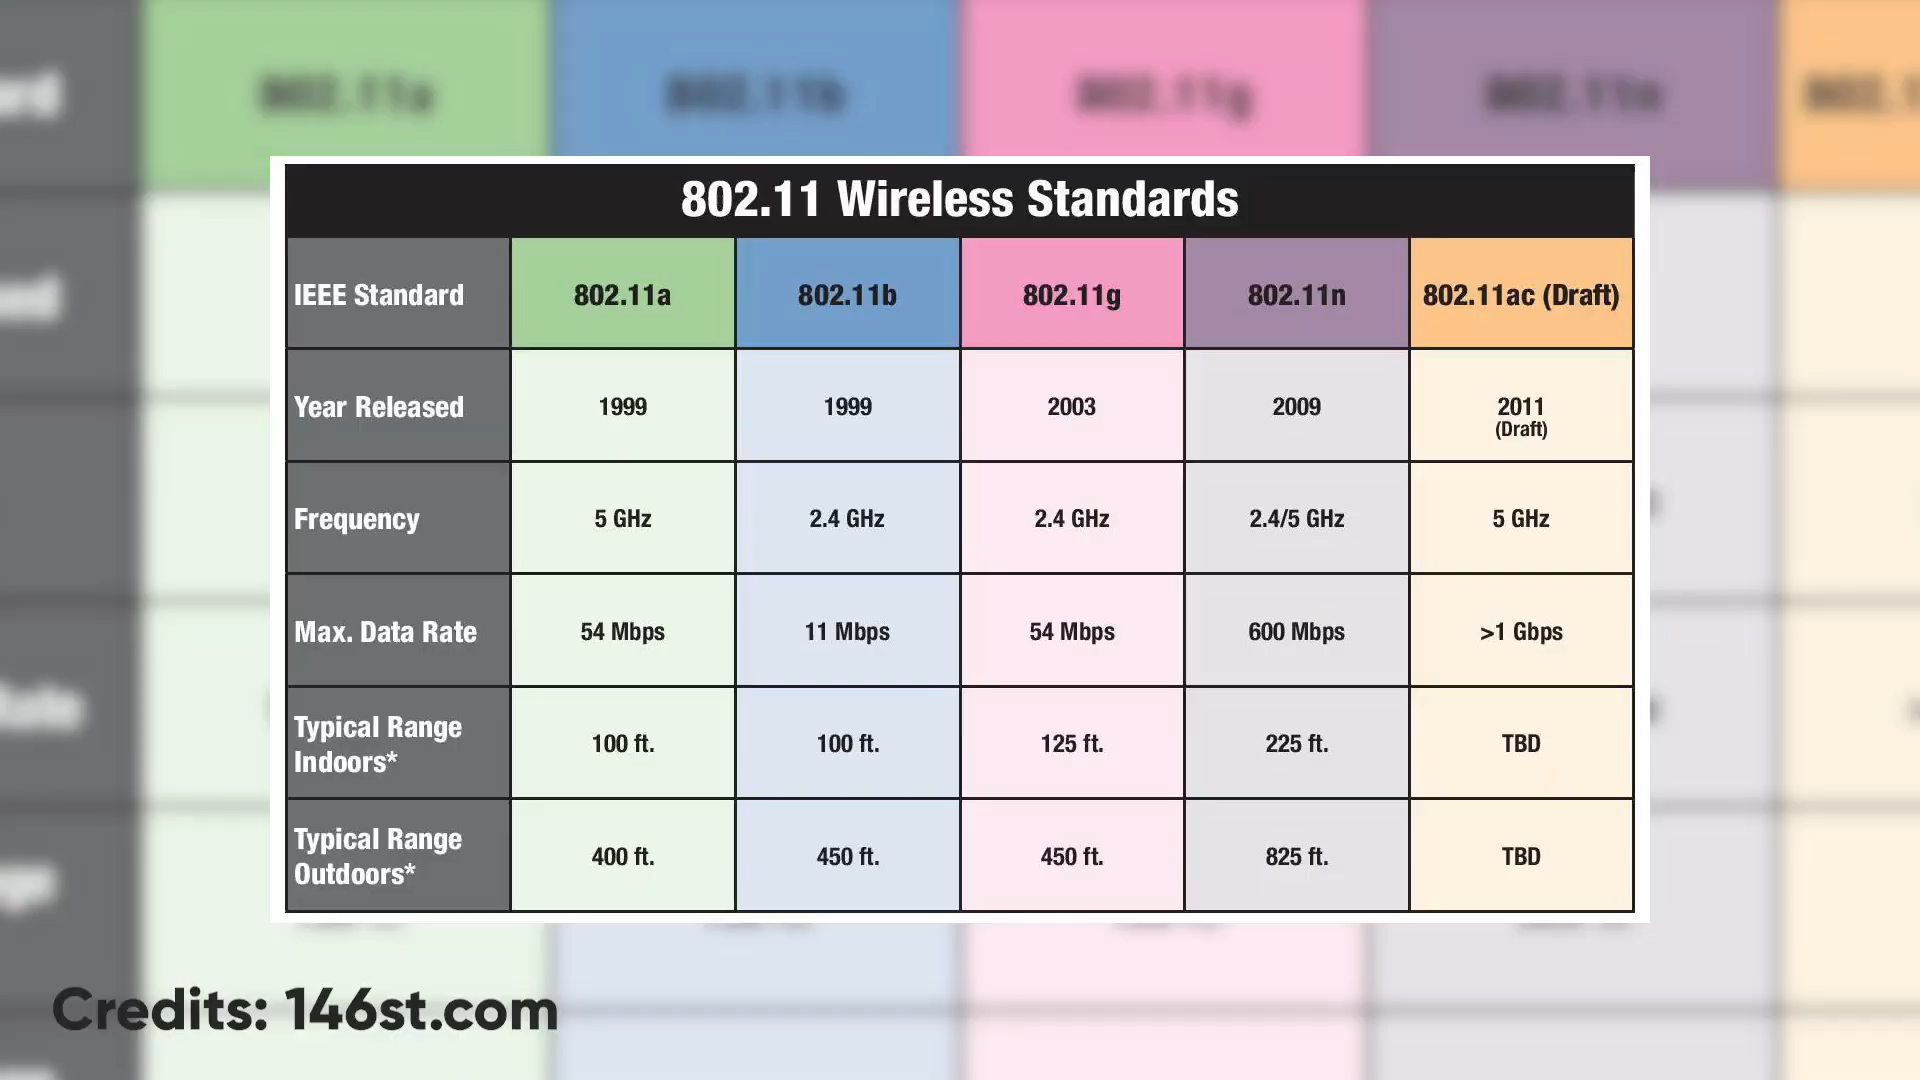 802.11 Wireless Standards
IEEE Standard 802.11a 802.11b 802.11g 802.11n 802.11ac (Draft)
Year Released 1999 1999 2003 2009 2011
(Draft)
Frequency 5 GHz 2.4 GHz 2.4 GHz 2.4/5 GHz 5 GHz
Max. Data Rate 54 Mbps 11 Mbps 54 Mbps 600 Mbps >1 Gbps
Typical Range
Indoors* 100 ft. 100 ft. 125 ft. 225 ft. TBD
Typical Range
Outdoors* 400 ft. 450 ft. 450 ft. 825 ft. TBD
Credits: 146st.com